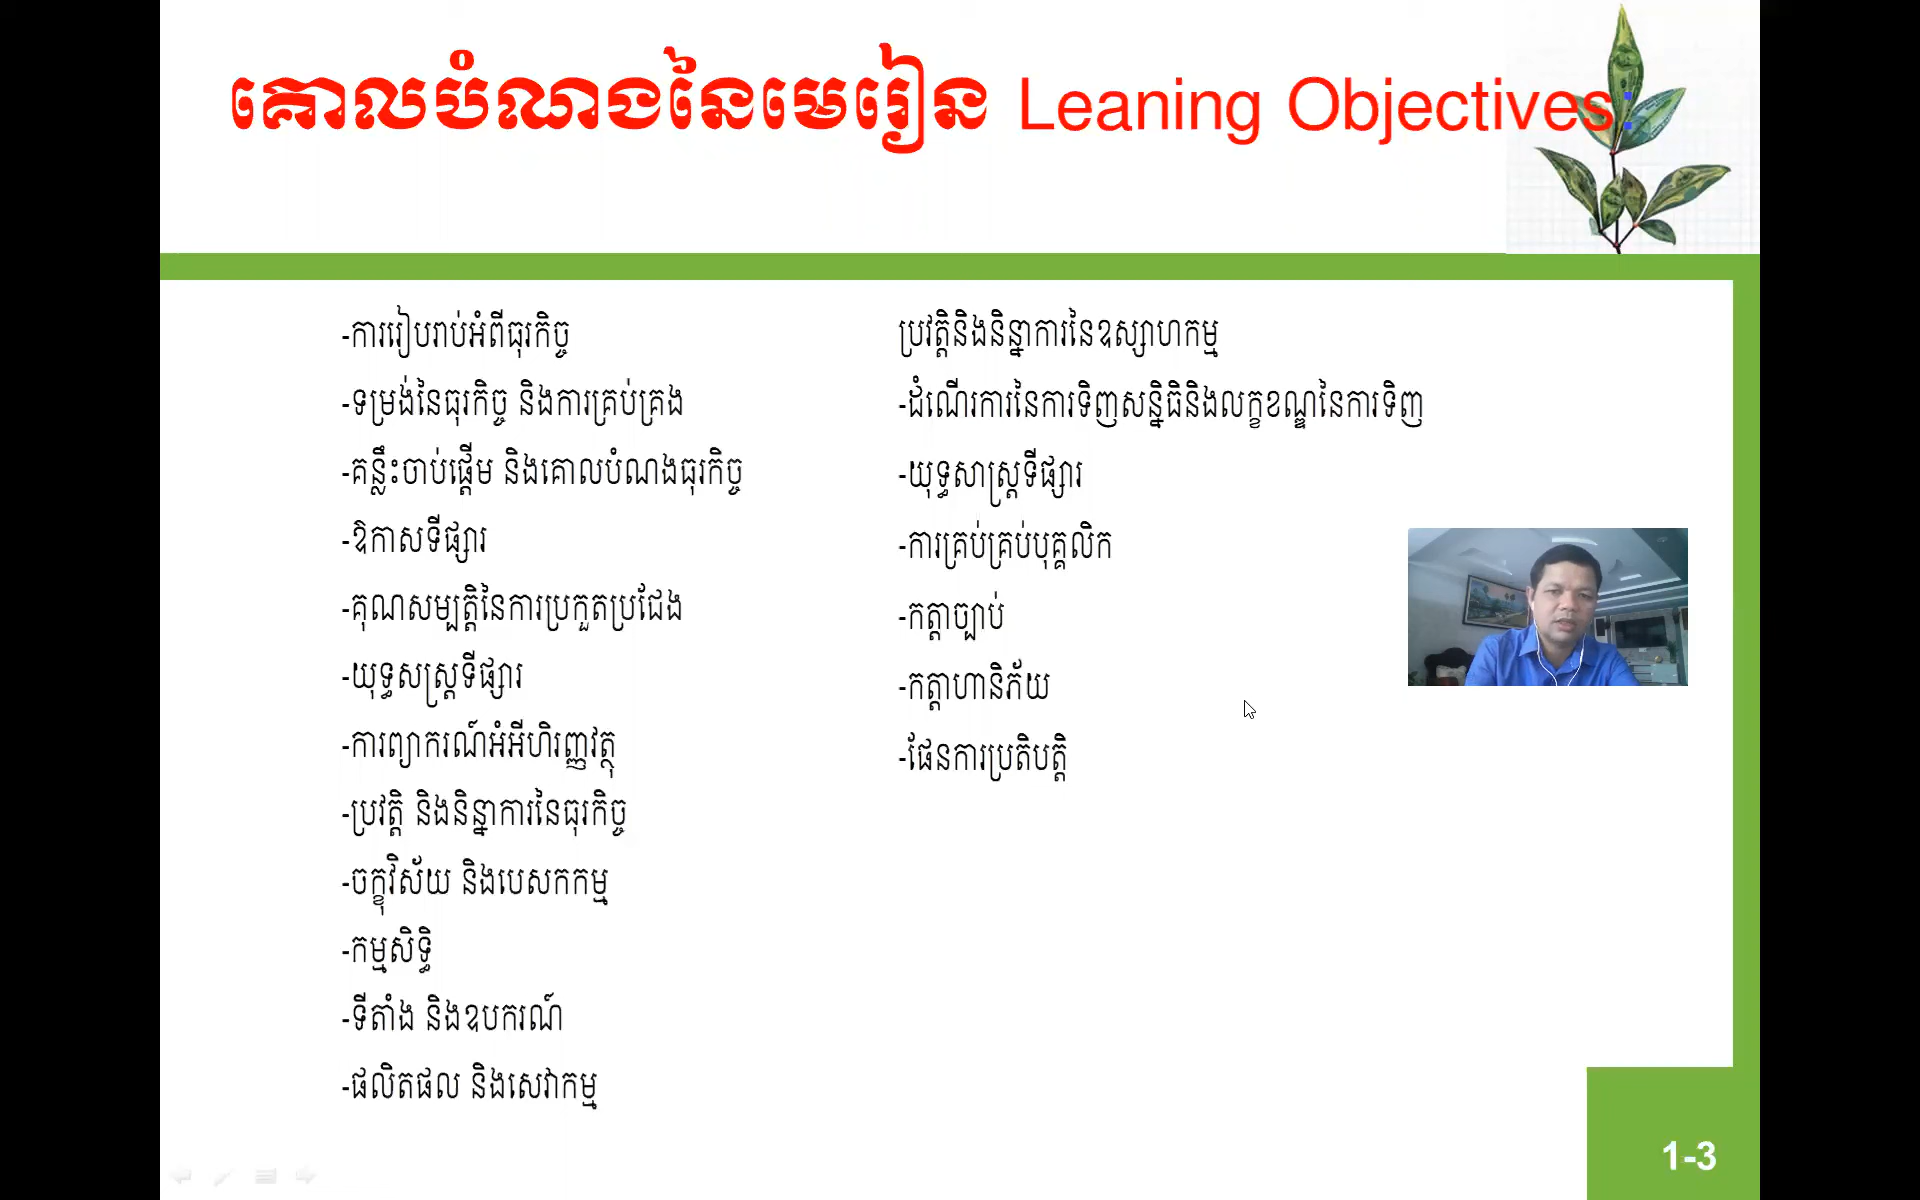 គោលបំណងនៃមេរៀន Leaning Objectives:
-ការរៀបរាប់អំពីធុរកិច្ច
-ទម្រង់នៃធុរកិច្ច និងការគ្រប់គ្រង
-គន្លឹះចាប់ផ្តើម និងគោលបំណងធុរកិច្ច
-ឱកាសទីផ្សារ
-គុណសម្បត្តិនៃការប្រកួតប្រជែង
-យុទ្ធសស្ត្រទីផ្សារ
-ការព្យាករណ៍អំអីហិរញ្ញវត្ថុ
-ប្រវត្តិ និងនិន្នាការនៃធុរកិច្ច
-ចក្ខុវិស័យ និងបេសកកម្ម
-កម្មសិទ្ធិ
-ទីតាំង និងឧបករណ៍
-ផលិតផល និងសេវាកម្ម
ប្រវត្តិនិងនិន្នាការនៃឧស្សាហកម្ម
-ដំណើរការនៃការទិញសន្និធិនិងលក្ខខណ្ឌនៃការទិញ
-យុទ្ធសាស្ត្រទីផ្សារ
-ការគ្រប់គ្រប់បុគ្គលិក
-កត្តាច្បាប់
-កត្តាហានិភ័យ
-ផែនការប្រតិបត្តិ
1-3